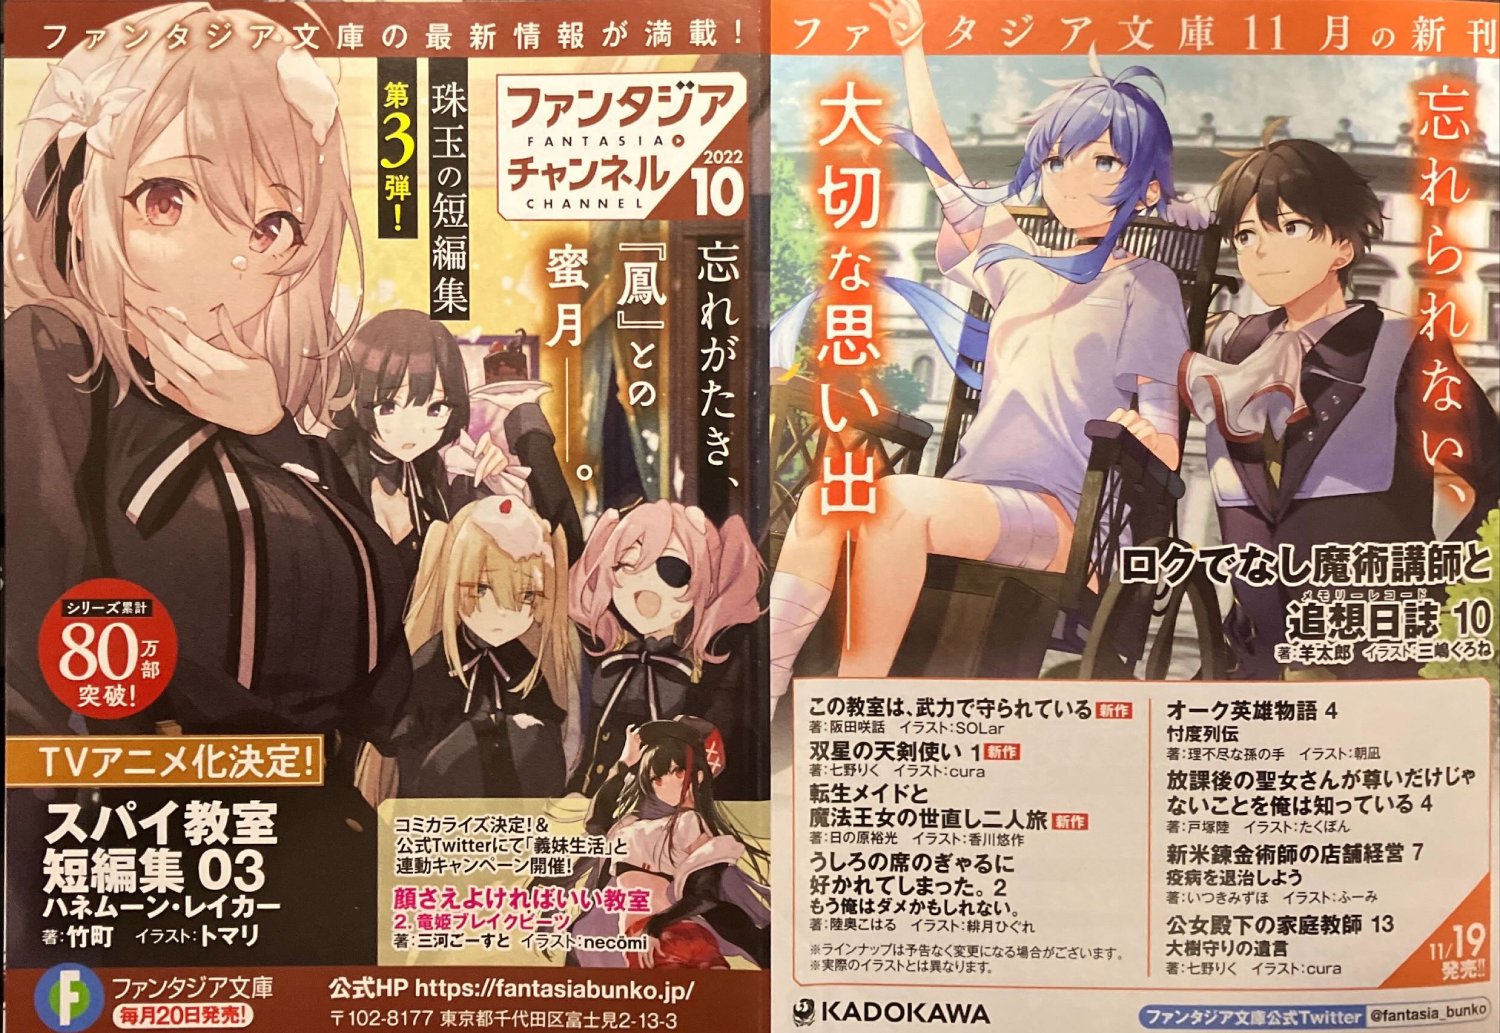 ファンタジア文庫の最新情報が満載!
ファンタジア
FANTASIA
チャンネル
CHANNEL
2022
10
珠玉の短編集
第3弾!
忘れがたき、
『鳳』との
蜜月――。
シリーズ累計
80万部
突破!
TVアニメ化決定!
スパイ教室
短編集 03
ハネムーン・レイカー
著:竹町 イラスト:トマリ
コミカライズ決定!&
公式Twitterにて「義妹生活」と
連動キャンペーン開催!
顔さえよければいい教室
2. 竜姫ブレイクビーツ
著:三河ごーすと イラスト:necömi
ファンタジア文庫
毎月20日発売!
公式HP https://fantasiabunko.jp/
〒102-8177 東京都千代田区富士見2-13-3
ファンタジア文庫11月の新刊
忘れられない、
大切な思い出――
ロクでなし魔術講師と
メモリーレコード
追想日誌 10
著:羊太郎 イラスト:三嶋くろね
この教室は、武力で守られている 新作
著:阪田咲話 イラスト:SOLar
双星の天剣使い 1 新作
著:七野りく イラスト:cura
転生メイドと
魔法王女の世直し二人旅 新作
著:日の原裕光 イラスト:香川悠作
うしろの席のぎゃるに
好かれてしまった。2
もう俺はダメかもしれない。
著:陸奥こはる イラスト:緋月ひぐれ
※ラインナップは予告なく変更になる場合がございます。
※実際のイラストとは異なります。
オーク英雄物語 4
忖度列伝
著:理不尽な孫の手 イラスト:朝凪
放課後の聖女さんが尊いだけじゃ
ないことを俺は知っている 4
著:戸塚陸 イラスト:たくぼん
新米錬金術師の店舗経営 7
疫病を退治しよう
著:いつきみずほ イラスト:ふーみ
公女殿下の家庭教師 13
大樹守りの遺言
著:七野りく イラスト:cura
11/19
発売!!
KADOKAWA
ファンタジア文庫公式Twitter @fantasia_bunko